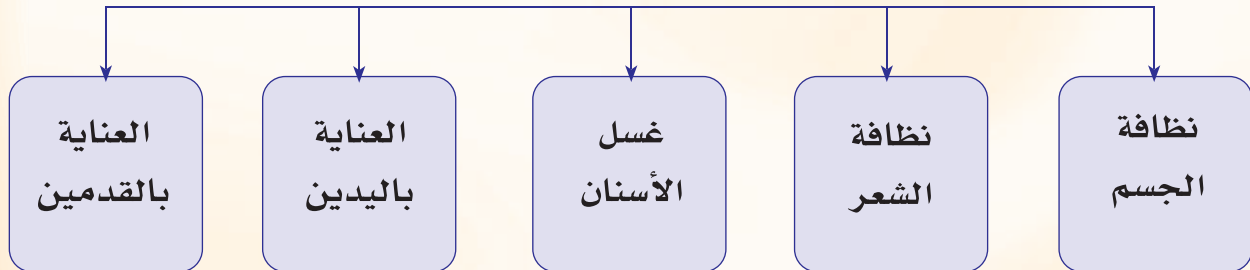 نظافة
الجسم
نظافة
الشعر
غسل
الأسنان
العناية
باليدين
العناية
بالقدمين